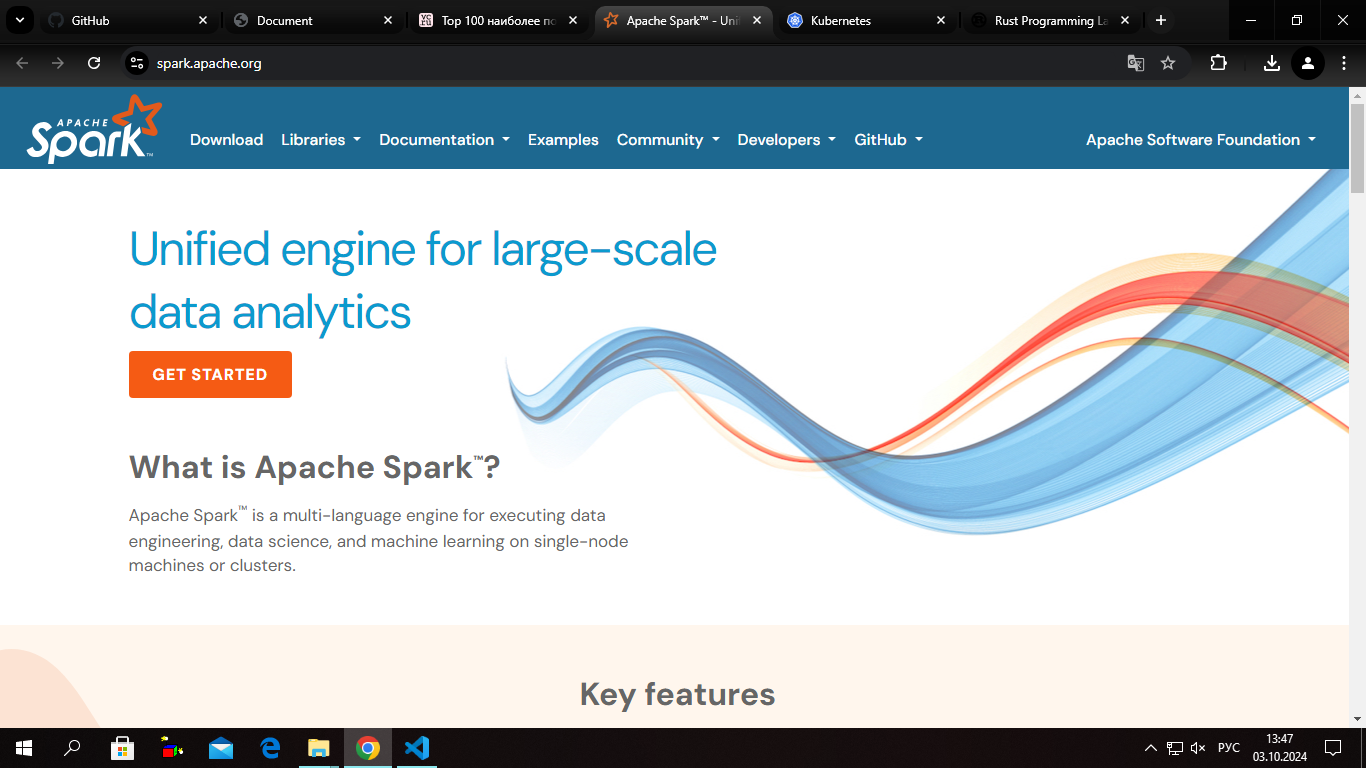 GitHub
Document
Top 100 наиболее по
Apache Spark™ - Uni
Kubernetes
Rust Programming La
spark.apache.org
APACHE
Spark™
Download
Libraries
Documentation
Examples
Community
Developers
GitHub
Apache Software Foundation
Unified engine for large-scale
data analytics
GET STARTED
What is Apache Spark™?
Apache Spark™ is a multi-language engine for executing data
engineering, data science, and machine learning on single-node
machines or clusters.
Key features
РУС
13:47
03.10.2024